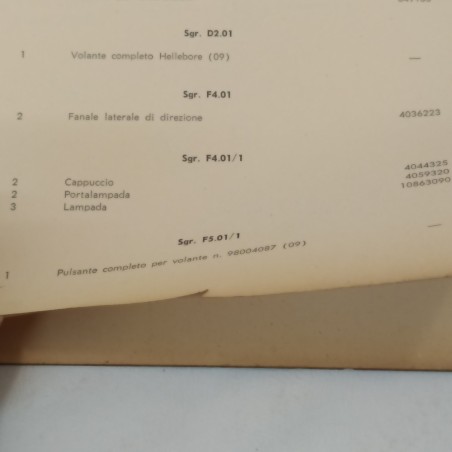 Sgr. D2.01
1 Volante completo Hellebore (09) —
Sgr. F4.01
2 Fanale laterale di direzione 4036223
Sgr. F4.01/1
2 Cappuccio 4044325
2 Portalampada 4059320
3 Lampada 10863090
Sgr. F5.01/1
1 Pulsante completo per volante n. 98004087 (09) —